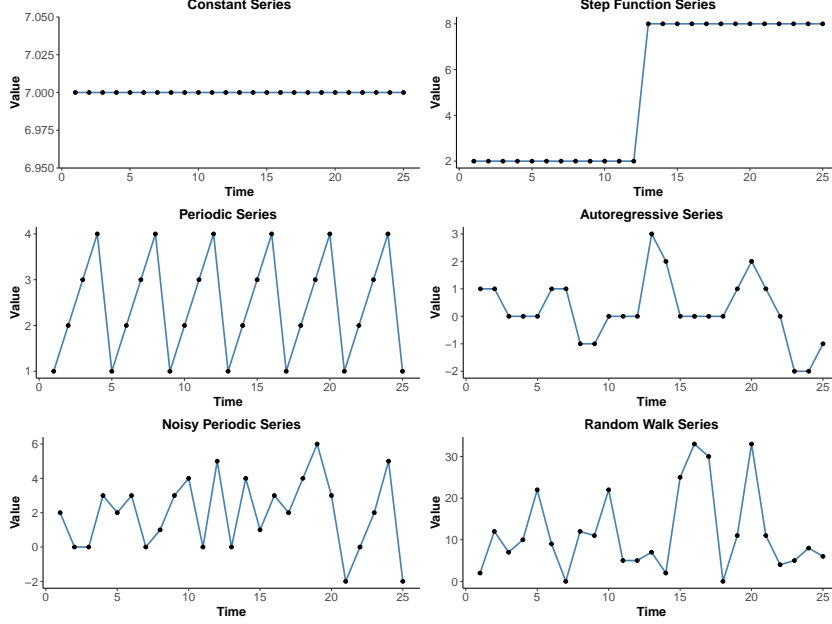 Constant Series
7.050
7.025
7.000
6.975
6.950
Value
0 5 10 15 20 25
Time
Step Function Series
8
6
4
2
Value
0 5 10 15 20 25
Time
Periodic Series
4
3
2
1
Value
0 5 10 15 20 25
Time
Autoregressive Series
3
2
1
0
−1
−2
Value
0 5 10 15 20 25
Time
Noisy Periodic Series
6
4
2
0
−2
Value
5 10 15 20 25
Time
Random Walk Series
30
20
10
0
Value
0 5 10 15 20 25
Time